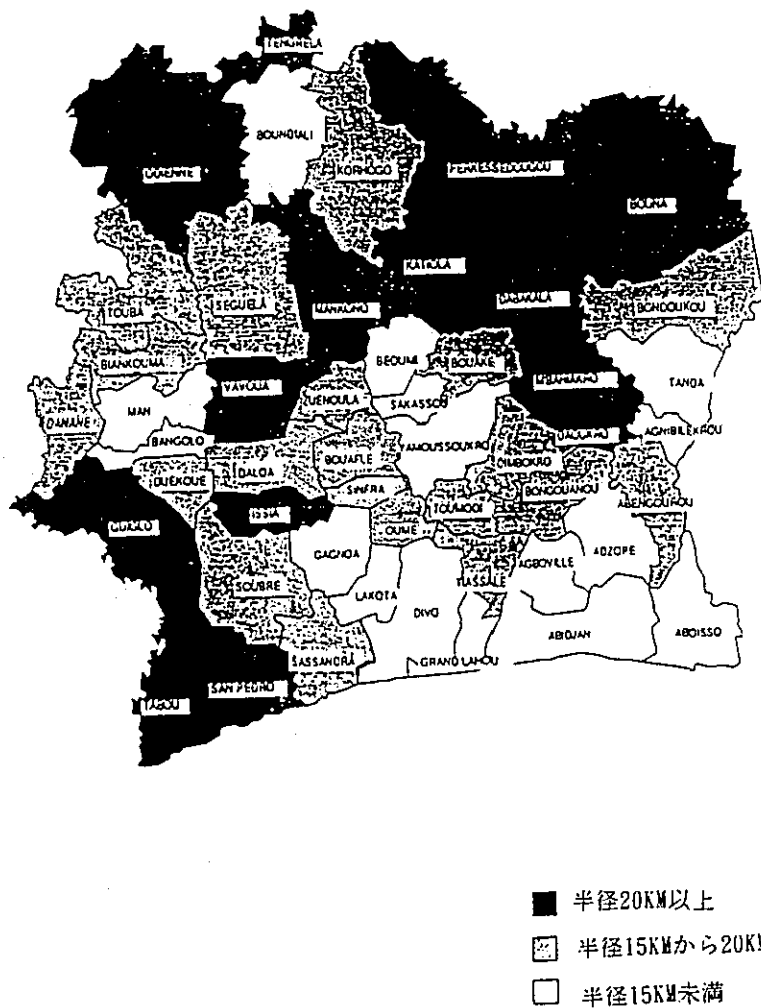 TENGRELA
BOUNDIALI
KORHOGO
ODIENNE
FERKESSEDOUGOU
BOUNA
KATIOLA
TOUBA
SEGUELA
MANKONO
DABAKALA
BONDOUKOU
BIANKOUMA
BEOUMI
BOUAKE
TANDA
VAVOUA
ZUENOULA
M'BAHIAKRO
MAN
SAKASSOU
DANANE
BANGOLO
DAOUKRO
AGNIBILEKROU
YAMOUSSOUKRO
BOUAFLE
DIMBOKRO
DUEKOUE
DALOA
BONGOUANOU
SINFRA
ABENGOUROU
GUIGLO
ISSIA
TOUMODI
OUME
GAGNOA
AGBOVILLE
ADZOPE
SOUBRE
TIASSALE
LAKOTA
DIVO
ABIDJAN
ABOISSO
SASSANDRA
GRAND LAHOU
SAN PEDRO
TABOU
半径20KM以上
半径15KMから20KM
半径15KM未満